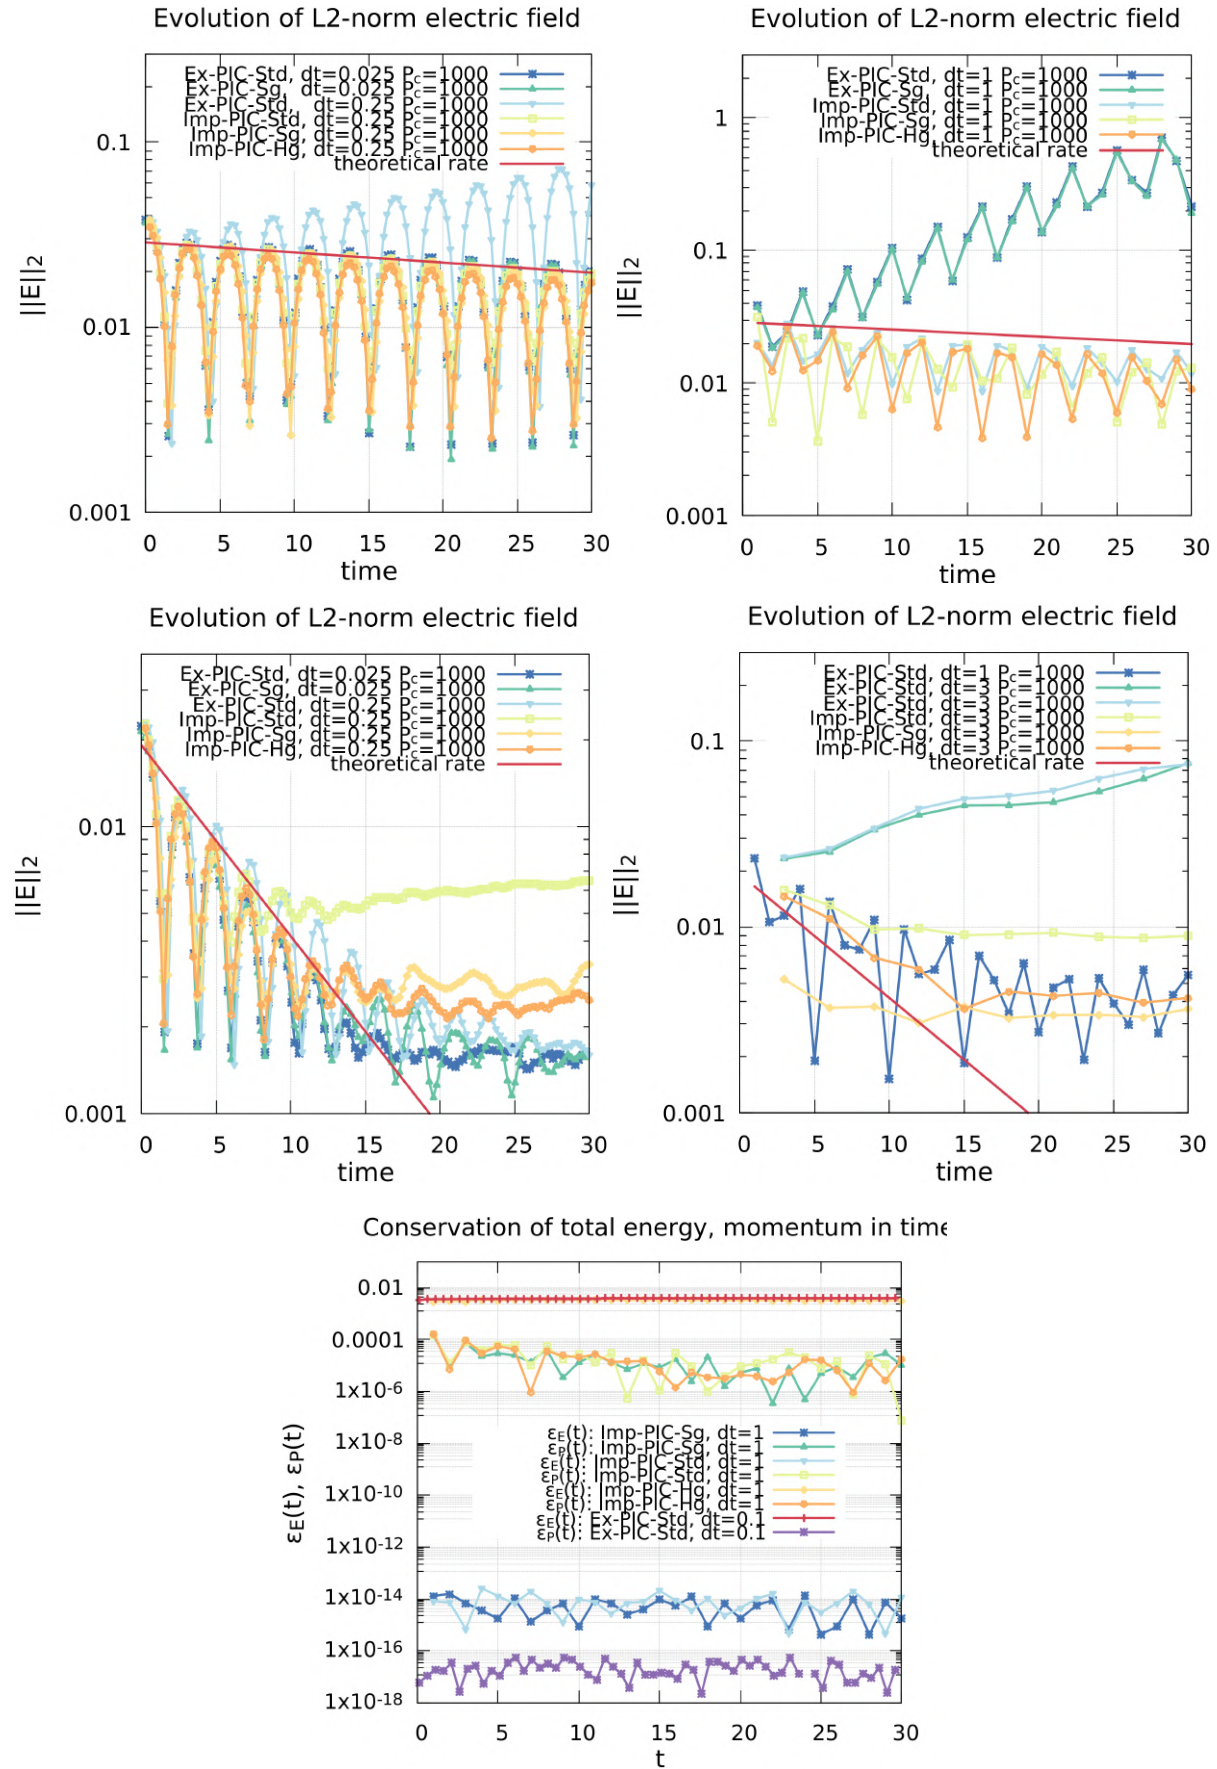 Evolution of L2-norm electric field
Ex-PIC-Std, dt=0.025 Pc=1000
Ex-PIC-Sg, dt=0.025 Pc=1000
Ex-PIC-Std, dt=0.25 Pc=1000
Imp-PIC-Std, dt=0.25 Pc=1000
Imp-PIC-Sg, dt=0.25 Pc=1000
Imp-PIC-Hg, dt=0.25 Pc=1000
theoretical rate
0.1
0.01
0.001
||E||2
0 5 10 15 20 25 30
time
Evolution of L2-norm electric field
Ex-PIC-Std, dt=1 Pc=1000
Ex-PIC-Sg, dt=1 Pc=1000
Imp-PIC-Std, dt=1 Pc=1000
Imp-PIC-Sg, dt=1 Pc=1000
Imp-PIC-Hg, dt=1 Pc=1000
theoretical rate
1
0.1
0.01
0.001
||E||2
0 5 10 15 20 25 30
time
Evolution of L2-norm electric field
Ex-PIC-Std, dt=0.025 Pc=1000
Ex-PIC-Sg, dt=0.025 Pc=1000
Ex-PIC-Std, dt=0.25 Pc=1000
Imp-PIC-Std, dt=0.25 Pc=1000
Imp-PIC-Sg, dt=0.25 Pc=1000
Imp-PIC-Hg, dt=0.25 Pc=1000
theoretical rate
0.01
0.001
||E||2
0 5 10 15 20 25 30
time
Evolution of L2-norm electric field
Ex-PIC-Std, dt=1 Pc=1000
Ex-PIC-Std, dt=3 Pc=1000
Ex-PIC-Std, dt=3 Pc=1000
Imp-PIC-Std, dt=3 Pc=1000
Imp-PIC-Sg, dt=3 Pc=1000
Imp-PIC-Hg, dt=3 Pc=1000
theoretical rate
0.1
0.01
0.001
||E||2
0 5 10 15 20 25 30
time
Conservation of total energy, momentum in time
0.01
0.0001
1x10-6
1x10-8
1x10-10
1x10-12
1x10-14
1x10-16
1x10-18
εE(t), εP(t)
εE(t): Imp-PIC-Sg, dt=1
εP(t): Imp-PIC-Sg, dt=1
εE(t): Imp-PIC-Std, dt=1
εP(t): Imp-PIC-Std, dt=1
εE(t): Imp-PIC-Hg, dt=1
εP(t): Imp-PIC-Hg, dt=1
εE(t): Ex-PIC-Std, dt=0.1
εP(t): Ex-PIC-Std, dt=0.1
0 5 10 15 20 25 30
t